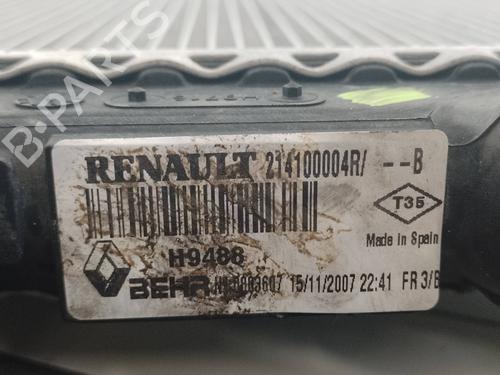 RENAULT 214100004R/ --B
T35
Made in Spain
H9486
BEHR 15/11/2007 22:41 FR 3/B
B-PARTS